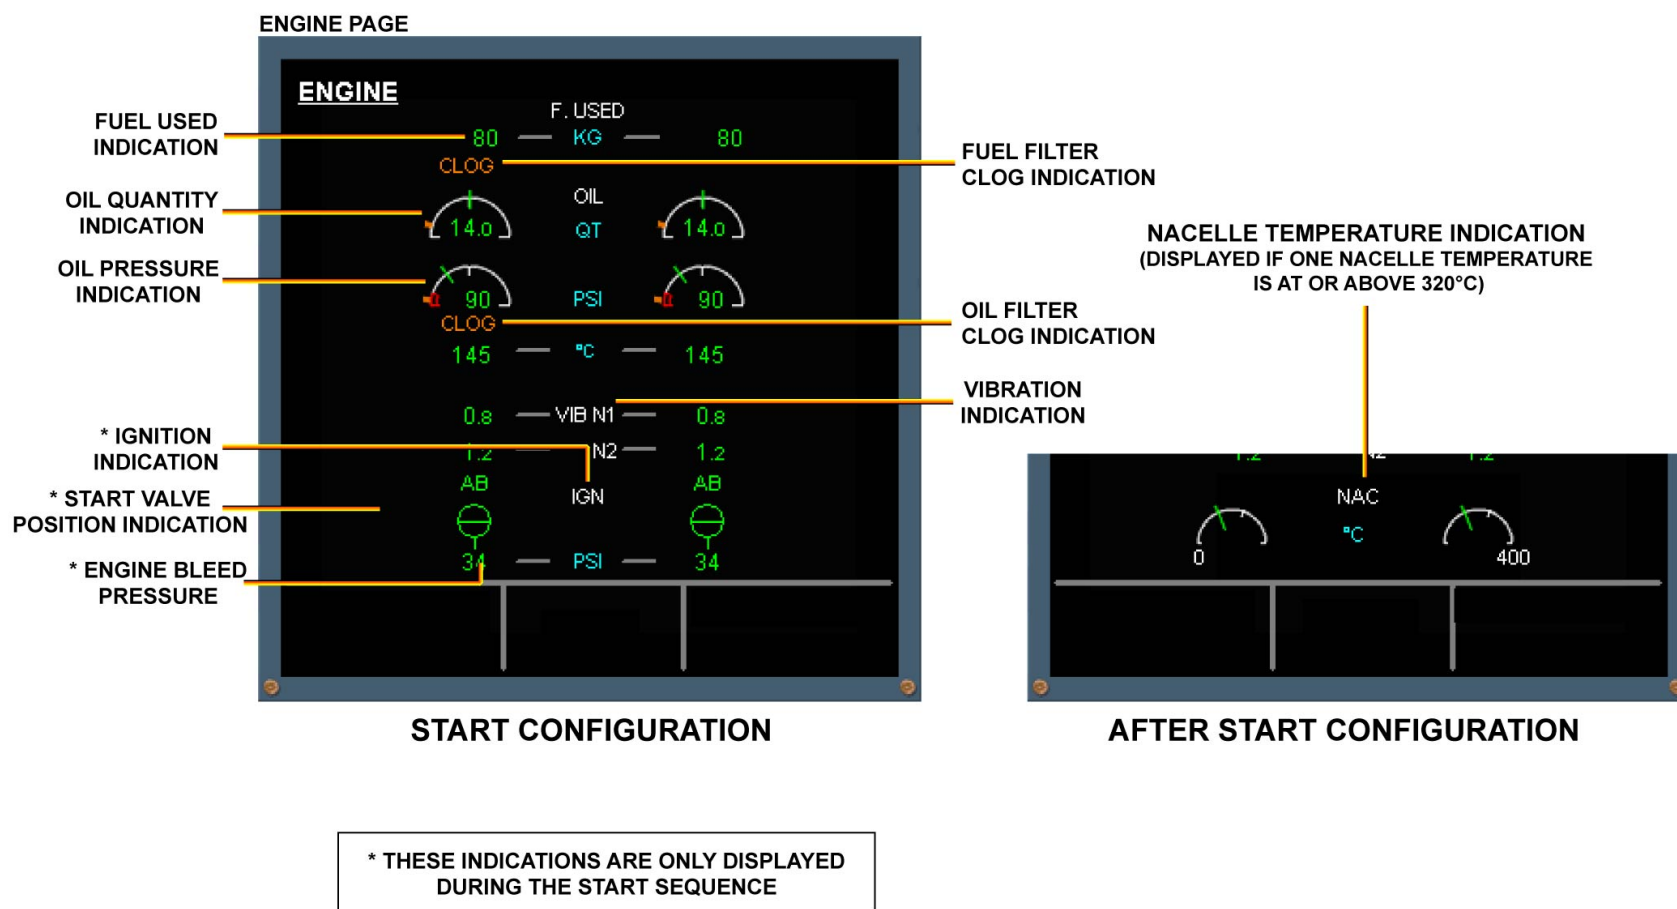 ENGINE PAGE
ENGINE
F. USED
80 KG 80
CLOG
OIL
14.0 QT 14.0
90 PSI 90
CLOG
145 °C 145
0.8 VIB N1 0.8
1.2 N2 1.2
AB AB
IGN
34 PSI 34
FUEL USED
INDICATION
OIL QUANTITY
INDICATION
OIL PRESSURE
INDICATION
* IGNITION
INDICATION
* START VALVE
POSITION INDICATION
* ENGINE BLEED
PRESSURE
FUEL FILTER
CLOG INDICATION
OIL FILTER
CLOG INDICATION
VIBRATION
INDICATION
START CONFIGURATION
NACELLE TEMPERATURE INDICATION
(DISPLAYED IF ONE NACELLE TEMPERATURE
IS AT OR ABOVE 320°C)
1.2 N2 1.2
NAC
°C
0 400
AFTER START CONFIGURATION
* THESE INDICATIONS ARE ONLY DISPLAYED
DURING THE START SEQUENCE